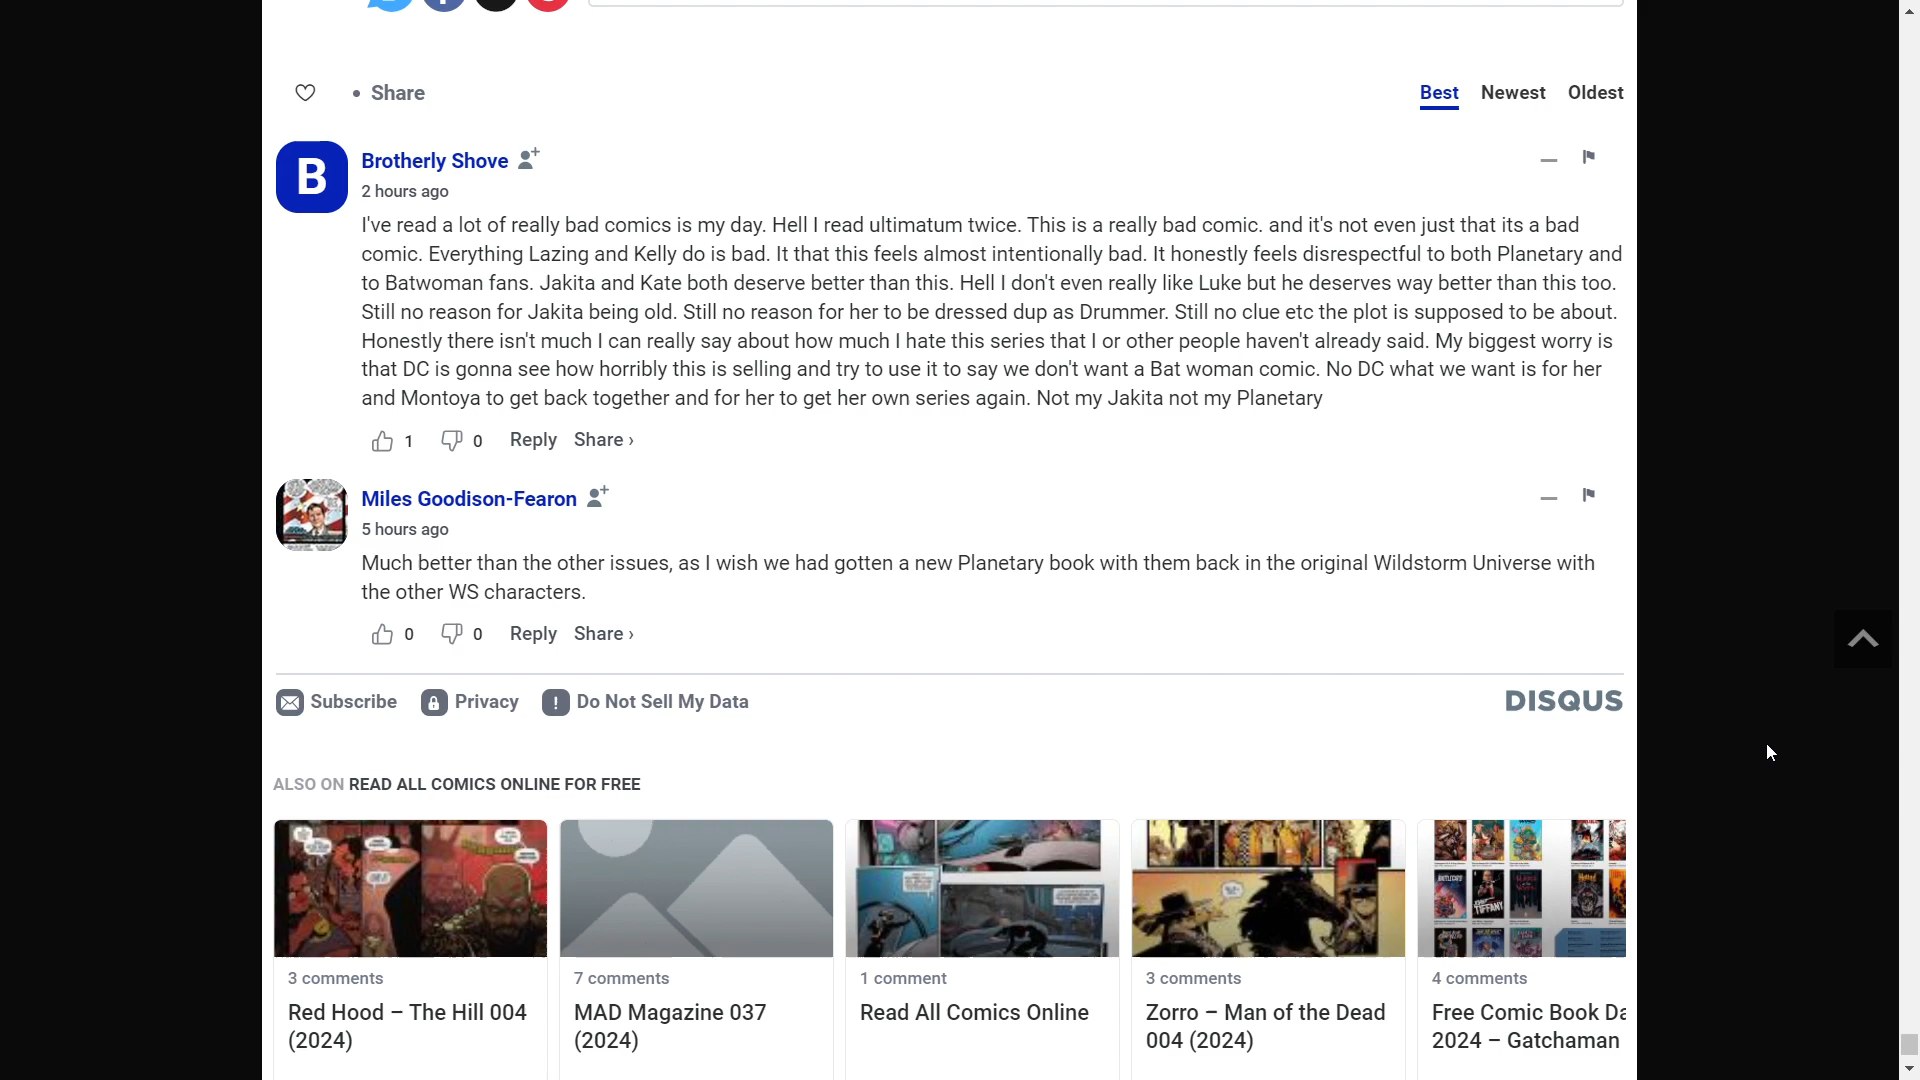 Share
Best Newest Oldest
B
Brotherly Shove
2 hours ago
I've read a lot of really bad comics is my day. Hell I read ultimatum twice. This is a really bad comic. and it's not even just that its a bad
comic. Everything Lazing and Kelly do is bad. It that this feels almost intentionally bad. It honestly feels disrespectful to both Planetary and
to Batwoman fans. Jakita and Kate both deserve better than this. Hell I don't even really like Luke but he deserves way better than this too.
Still no reason for Jakita being old. Still no reason for her to be dressed dup as Drummer. Still no clue etc the plot is supposed to be about.
Honestly there isn't much I can really say about how much I hate this series that I or other people haven't already said. My biggest worry is
that DC is gonna see how horribly this is selling and try to use it to say we don't want a Bat woman comic. No DC what we want is for her
and Montoya to get back together and for her to get her own series again. Not my Jakita not my Planetary
1 0 Reply Share ›
Miles Goodison-Fearon
5 hours ago
Much better than the other issues, as I wish we had gotten a new Planetary book with them back in the original Wildstorm Universe with
the other WS characters.
0 0 Reply Share ›
Subscribe Privacy Do Not Sell My Data DISQUS
ALSO ON READ ALL COMICS ONLINE FOR FREE
3 comments
Red Hood – The Hill 004
(2024)
7 comments
MAD Magazine 037
(2024)
1 comment
Read All Comics Online
3 comments
Zorro – Man of the Dead
004 (2024)
4 comments
Free Comic Book Da
2024 – Gatchaman